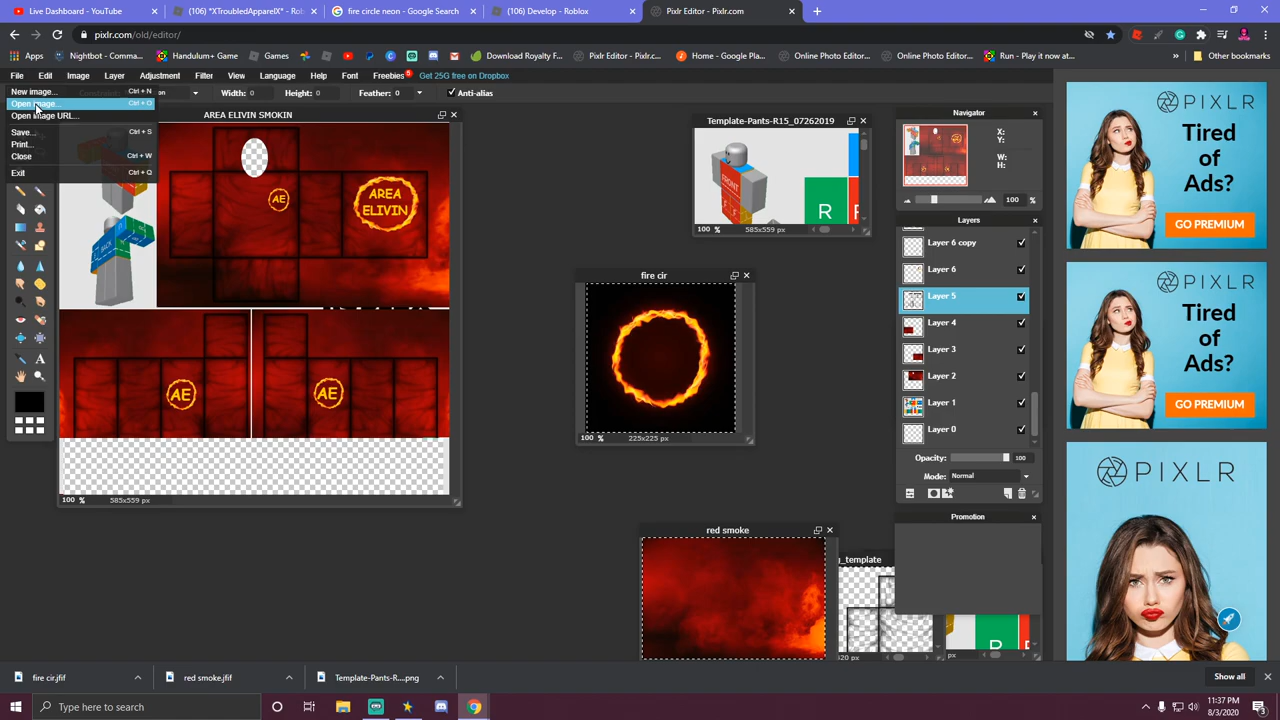 Live Dashboard - YouTube
(106) *XTroubledApparelX* - Roblox
fire circle neon - Google Search
(106) Develop - Roblox
Pixlr Editor - Pixlr.com
pixlr.com/old/editor/
Apps
Nightbot - Comma...
Handulum+ Game
Games
Download Royalty F...
Pixlr Editor - Pixlr.c...
Home - Google Pla...
Online Photo Editor...
Online Photo Editor...
Run - Play it now at...
Other bookmarks
File Edit Image Layer Adjustment Filter View Language Help Font Freebies Get 25G free on Dropbox
Width: 0 Height: 0 Feather: 0 Anti-alias
New image... Ctrl + N
Open image... Ctrl + O
Open image URL...
Save... Ctrl + S
Print...
Close Ctrl + W
Exit Ctrl + Q
AREA ELIVIN SMOKIN
AE
AREA
ELIVIN
BACK
AE
AE
100 % 585x559 px
Template-Pants-R15_07262019
FRONT
R
100 % 585x559 px
fire cir
100 % 225x225 px
red smoke
g_template
R
px
Navigator
X:
Y:
W:
H:
100 %
Layers
Layer 6 copy
Layer 6
Layer 5
Layer 4
Layer 3
Layer 2
Layer 1
Layer 0
Opacity: 100
Mode: Normal
Promotion
PIXLR
Tired
of
Ads?
GO PREMIUM
PIXLR
Tired
of
Ads?
GO PREMIUM
PIXLR
fire cir.jfif
red smoke.jfif
Template-Pants-R....png
Show all
Type here to search
11:37 PM
8/3/2020